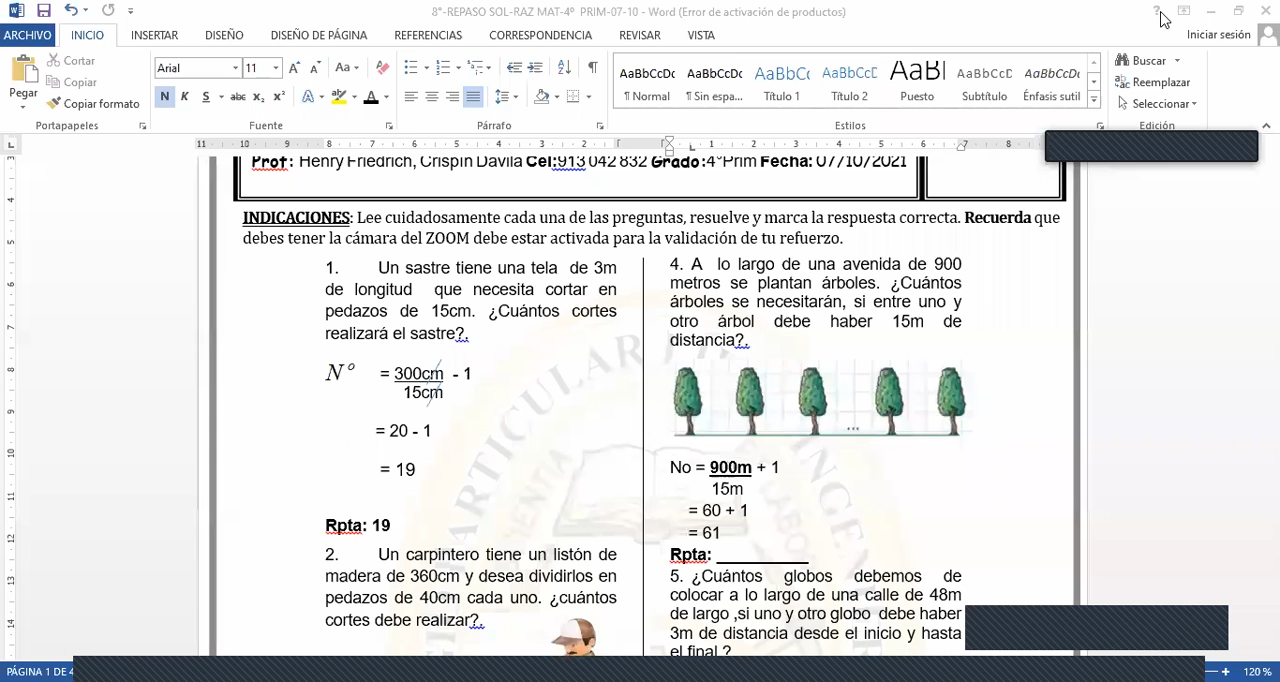 8°-REPASO SOL-RAZ MAT-4º PRIM-07-10 - Word (Error de activación de productos)
ARCHIVO INICIO INSERTAR DISEÑO DISEÑO DE PÁGINA REFERENCIAS CORRESPONDENCIA REVISAR VISTA Iniciar sesión
Pegar
Cortar
Copiar
Copiar formato
Portapapeles
Arial 11
Fuente
Párrafo
AaBbCcDc AaBbCcDc AaBbCc AaBbCcC AaBl AaBbCcD AaBbCcDc
¶ Normal ¶ Sin espa... Título 1 Título 2 Puesto Subtítulo Énfasis sutil
Estilos
Buscar
Reemplazar
Seleccionar
Edición
Prof: Henry Friedrich, Crispin Davila Cel:913 042 832 Grado:4°Prim Fecha: 07/10/2021
INDICACIONES: Lee cuidadosamente cada una de las preguntas, resuelve y marca la respuesta correcta. Recuerda que
debes tener la cámara del ZOOM debe estar activada para la validación de tu refuerzo.
1. Un sastre tiene una tela de 3m
de longitud que necesita cortar en
pedazos de 15cm. ¿Cuántos cortes
realizará el sastre?.
N° = 300cm - 1
15cm
= 20 - 1
= 19
Rpta: 19
2. Un carpintero tiene un listón de
madera de 360cm y desea dividirlos en
pedazos de 40cm cada uno. ¿cuántos
cortes debe realizar?.
4. A lo largo de una avenida de 900
metros se plantan árboles. ¿Cuántos
árboles se necesitarán, si entre uno y
otro árbol debe haber 15m de
distancia?.
...
No = 900m + 1
15m
= 60 + 1
= 61
Rpta: ___________
5. ¿Cuántos globos debemos de
colocar a lo largo de una calle de 48m
de largo ,si uno y otro globo debe haber
3m de distancia desde el inicio y hasta
el final ?
PÁGINA 1 DE 4
120 %